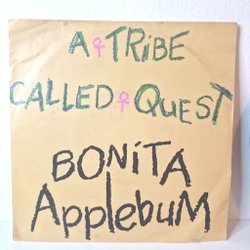 A TRiBE
CALLED QUEST
BONiTA
ApplebuM